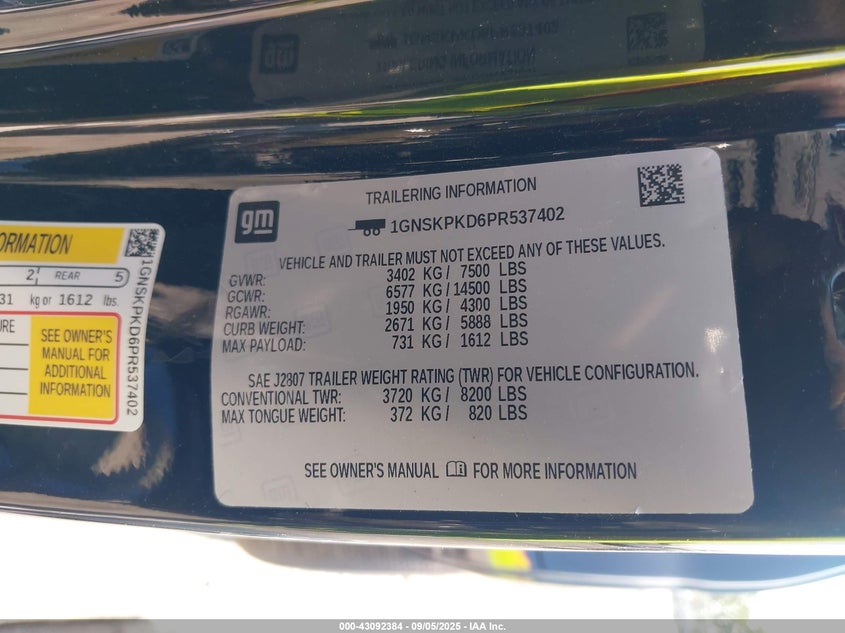 TRAILERING INFORMATION
gm
1GNSKPKD6PR537402
VEHICLE AND TRAILER MUST NOT EXCEED ANY OF THESE VALUES.
GVWR: 3402 KG / 7500 LBS
GCWR: 6577 KG / 14500 LBS
RGAWR: 1950 KG / 4300 LBS
CURB WEIGHT: 2671 KG / 5888 LBS
MAX PAYLOAD: 731 KG / 1612 LBS
SAE J2807 TRAILER WEIGHT RATING (TWR) FOR VEHICLE CONFIGURATION.
CONVENTIONAL TWR: 3720 KG / 8200 LBS
MAX TONGUE WEIGHT: 372 KG / 820 LBS
SEE OWNER'S MANUAL FOR MORE INFORMATION
REAR 5
31 kg or 1612 lbs.
SEE OWNER'S
MANUAL FOR
ADDITIONAL
INFORMATION
1GNSKPKD6PR537402
000-43092384 - 09/05/2025 - IAA Inc.